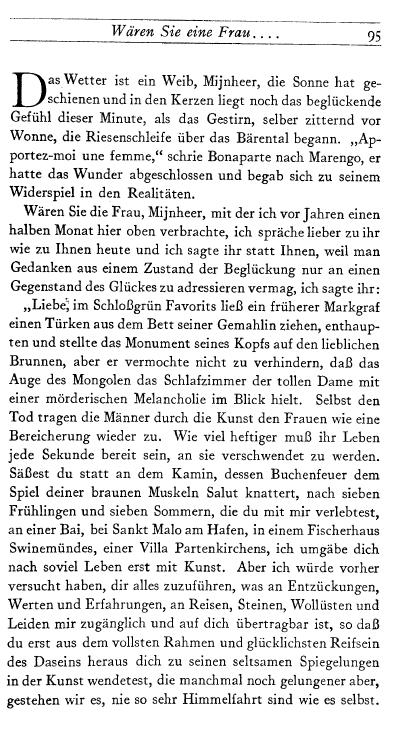 Wären Sie eine Frau.... 95
Das Wetter ist ein Weib, Mijnheer, die Sonne hat ge-
schienen und in den Kerzen liegt noch das beglückende
Gefühl dieser Minute, als das Gestirn, selber zitternd vor
Wonne, die Riesenschleife über das Bärental begann. „Ap-
portez-moi une femme,“ schrie Bonaparte nach Marengo, er
hatte das Wunder abgeschlossen und begab sich zu seinem
Widerspiel in den Realitäten.
Wären Sie die Frau, Mijnheer, mit der ich vor Jahren einen
halben Monat hier oben verbrachte, ich spräche lieber zu ihr
wie zu Ihnen heute und ich sagte ihr statt Ihnen, weil man
Gedanken aus einem Zustand der Beglückung nur an einen
Gegenstand des Glückes zu adressieren vermag, ich sagte ihr:
„Liebe, im Schloßgrün Favorits ließ ein früherer Markgraf
einen Türken aus dem Bett seiner Gemahlin ziehen, enthaup-
ten und stellte das Monument seines Kopfs auf den lieblichen
Brunnen, aber er vermochte nicht zu verhindern, daß das
Auge des Mongolen das Schlafzimmer der tollen Dame mit
einer mörderischen Melancholie im Blick hielt. Selbst den
Tod tragen die Männer durch die Kunst den Frauen wie eine
Bereicherung wieder zu. Wie viel heftiger muß ihr Leben
jede Sekunde bereit sein, an sie verschwendet zu werden.
Säßest du statt an dem Kamin, dessen Buchenfeuer dem
Spiel deiner braunen Muskeln Salut knattert, nach sieben
Frühlingen und sieben Sommern, die du mit mir verlebtest,
an einer Bai, bei Sankt Malo am Hafen, in einem Fischerhaus
Swinemündes, einer Villa Partenkirchens, ich umgäbe dich
nach soviel Leben erst mit Kunst. Aber ich würde vorher
versucht haben, dir alles zuzuführen, was an Entzückungen,
Werten und Erfahrungen, an Reisen, Steinen, Wollüsten und
Leiden mir zugänglich und auf dich übertragbar ist, so daß
du erst aus dem vollsten Rahmen und glücklichsten Reifsein
des Daseins heraus dich zu seinen seltsamen Spiegelungen
in der Kunst wendetest, die manchmal noch gelungener aber,
gestehen wir es, nie so sehr Himmelfahrt sind wie es selbst.